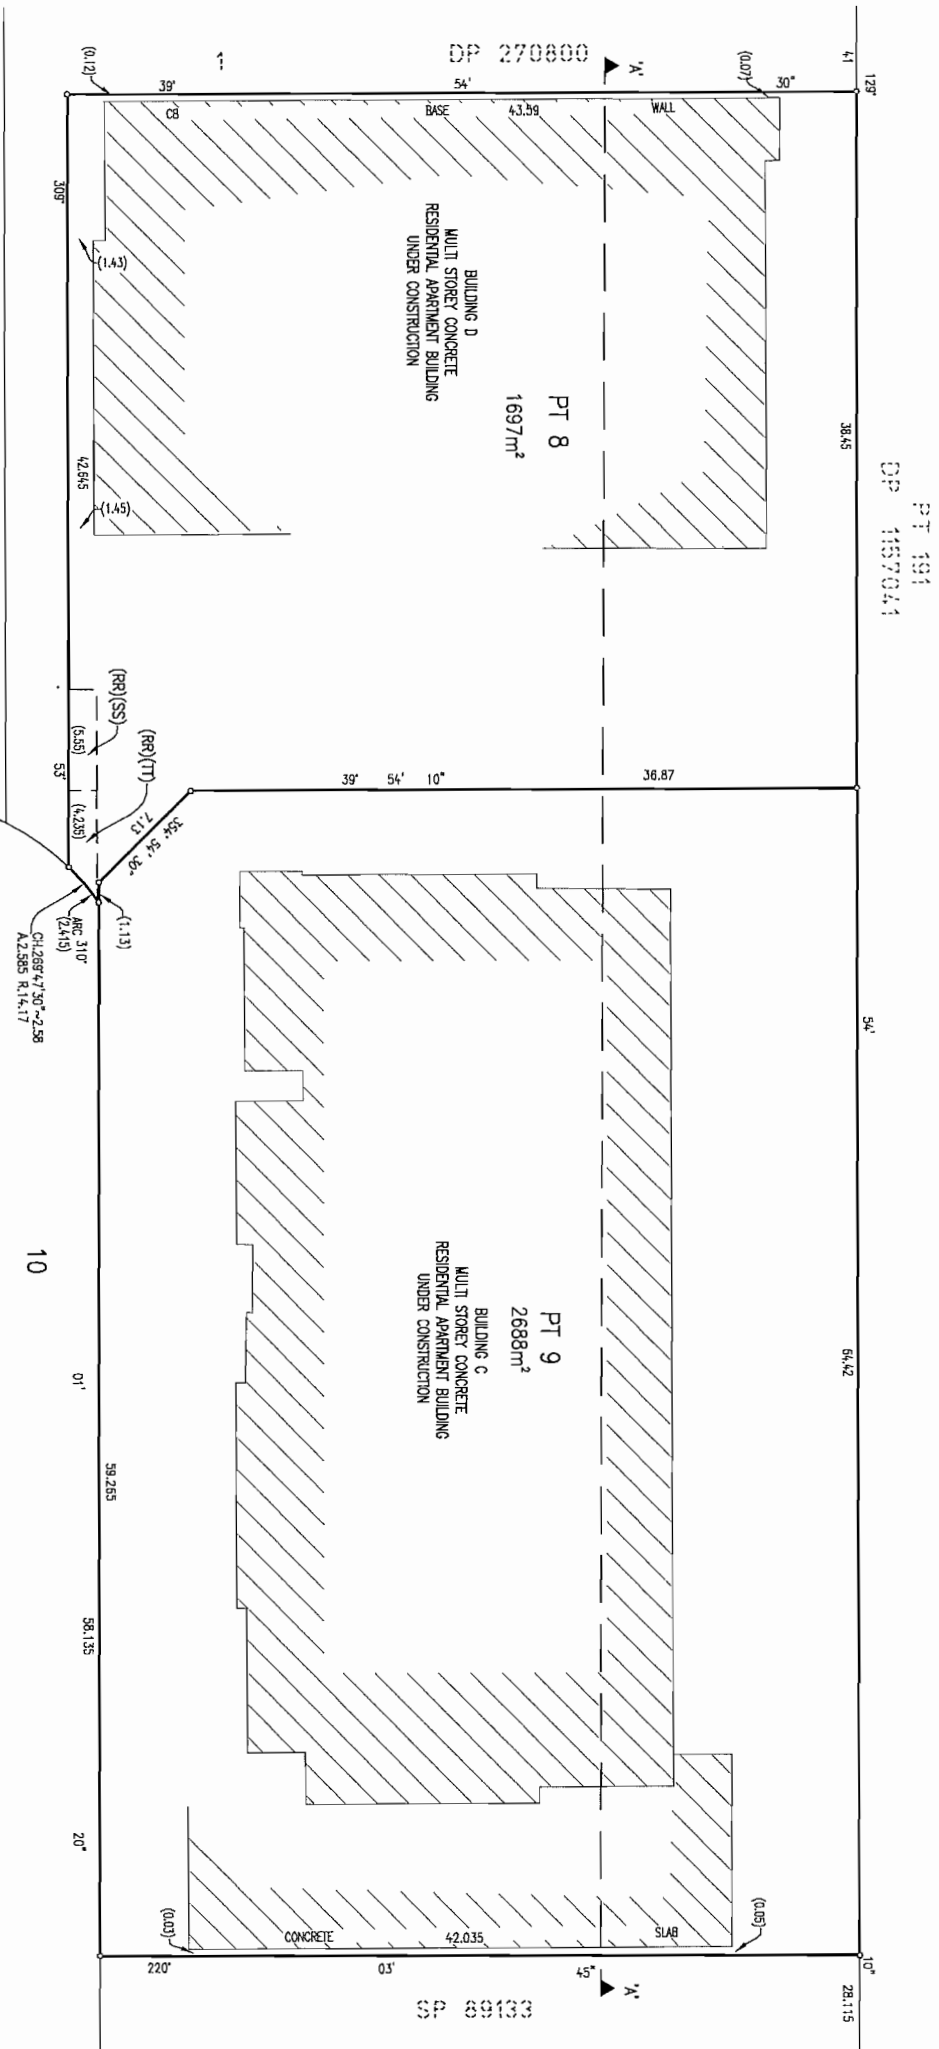 DP 270800
'A'
1
41
129°
(0.12)
39'
54'
30"
(0.07)
CB
BASE
43.59
WALL
309°
(1.43)
BUILDING D
MULTI STOREY CONCRETE
RESIDENTIAL APARTMENT BUILDING
UNDER CONSTRUCTION
PT 8
1697m²
38.45
PT 191
DP 1157041
42.645
(1.45)
(RR)(SS)
(5.55)
(RR)(TT)
53'
(4.235)
7.13
354° 54' 30"
39° 54' 10"
36.87
(1.13)
ARC 310°
(2.415)
CH.269°47'30"~2.58
A.2.585 R.14.17
54'
10
PT 9
2688m²
BUILDING C
MULTI STOREY CONCRETE
RESIDENTIAL APARTMENT BUILDING
UNDER CONSTRUCTION
64.42
01'
59.265
58.135
20"
(0.03)
CONCRETE
42.035
SLAB
(0.05)
220°
03'
45"
'A'
10"
28.115
SP 89133